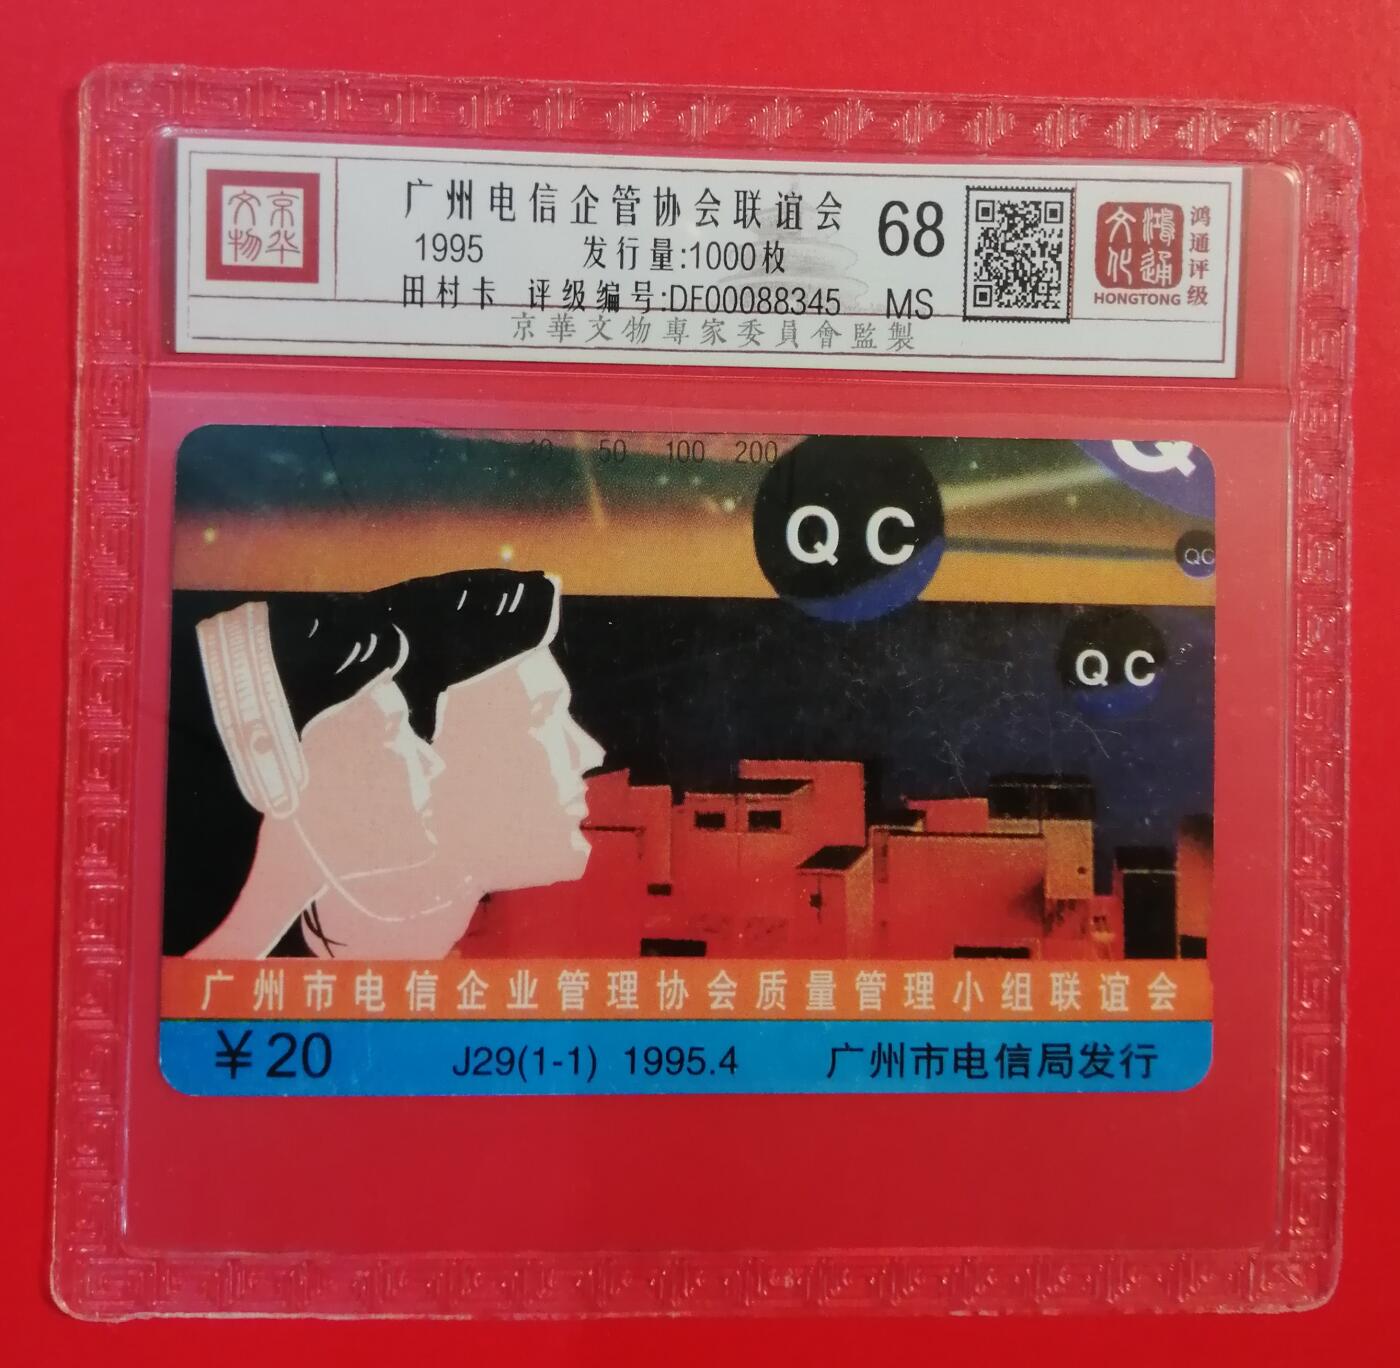 京华文物
广州电信企管协会联谊会
1995 发行量:1000枚
田村卡 评级编号:DF00088345
68
MS
京華文物專家委員會監製
鸿通文化
HONGTONG
鸿通评级
10 50 100 200
Q C
Q
QC
Q C
广州市电信企业管理协会质量管理小组联谊会
¥20 J29(1-1) 1995.4 广州市电信局发行